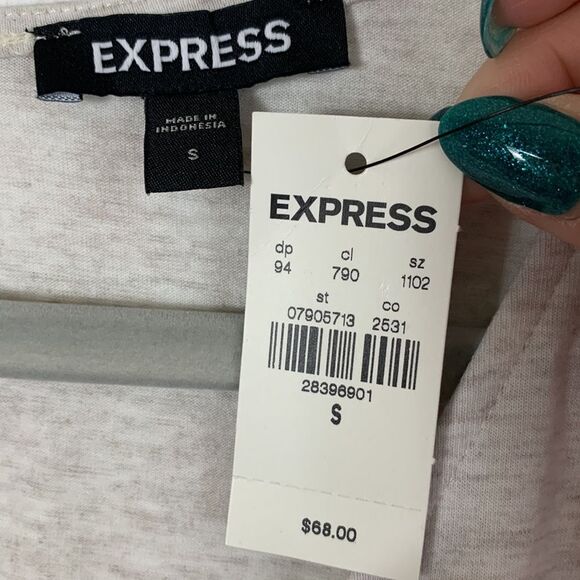 EXPRESS
MADE IN
INDONESIA
S
EXPRESS
dp cl sz
94 790 1102
st co
07905713 2531
28396901
S
$68.00